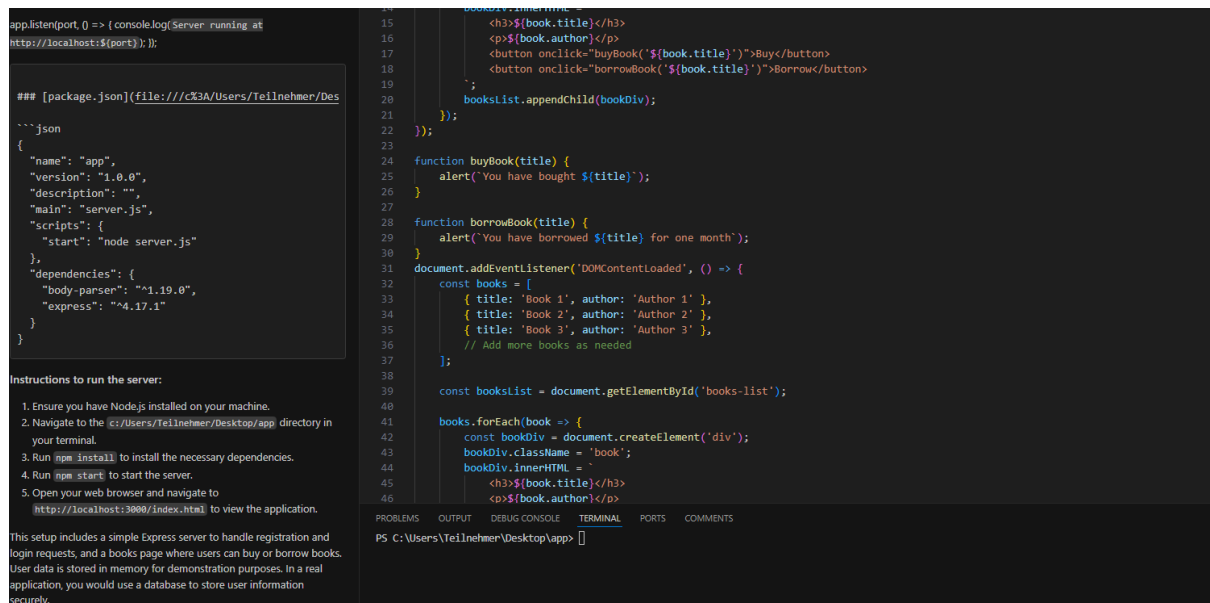 app.listen(port, () => { console.log(Server running at
http://localhost:${port}); });
### [package.json](file:///c%3A/Users/Teilnehmer/Des
```json
{
"name": "app",
"version": "1.0.0",
"description": "",
"main": "server.js",
"scripts": {
"start": "node server.js"
},
"dependencies": {
"body-parser": "^1.19.0",
"express": "^4.17.1"
}
}
Instructions to run the server:
1. Ensure you have Node.js installed on your machine.
2. Navigate to the c:/Users/Teilnehmer/Desktop/app directory in
your terminal.
3. Run npm install to install the necessary dependencies.
4. Run npm start to start the server.
5. Open your web browser and navigate to
http://localhost:3000/index.html to view the application.
This setup includes a simple Express server to handle registration and
login requests, and a books page where users can buy or borrow books.
User data is stored in memory for demonstration purposes. In a real
application, you would use a database to store user information
securely.
14 bookDiv.innerHTML = `
15 <h3>${book.title}</h3>
16 <p>${book.author}</p>
17 <button onclick="buyBook('${book.title}')">Buy</button>
18 <button onclick="borrowBook('${book.title}')">Borrow</button>
19 `;
20 booksList.appendChild(bookDiv);
21 });
22 });
23
24 function buyBook(title) {
25 alert(`You have bought ${title}`);
26 }
27
28 function borrowBook(title) {
29 alert(`You have borrowed ${title} for one month`);
30 }
31 document.addEventListener('DOMContentLoaded', () => {
32 const books = [
33 { title: 'Book 1', author: 'Author 1' },
34 { title: 'Book 2', author: 'Author 2' },
35 { title: 'Book 3', author: 'Author 3' },
36 // Add more books as needed
37 ];
38
39 const booksList = document.getElementById('books-list');
40
41 books.forEach(book => {
42 const bookDiv = document.createElement('div');
43 bookDiv.className = 'book';
44 bookDiv.innerHTML = `
45 <h3>${book.title}</h3>
46 <p>${book.author}</p>
PROBLEMS OUTPUT DEBUG CONSOLE TERMINAL PORTS COMMENTS
PS C:\Users\Teilnehmer\Desktop\app>